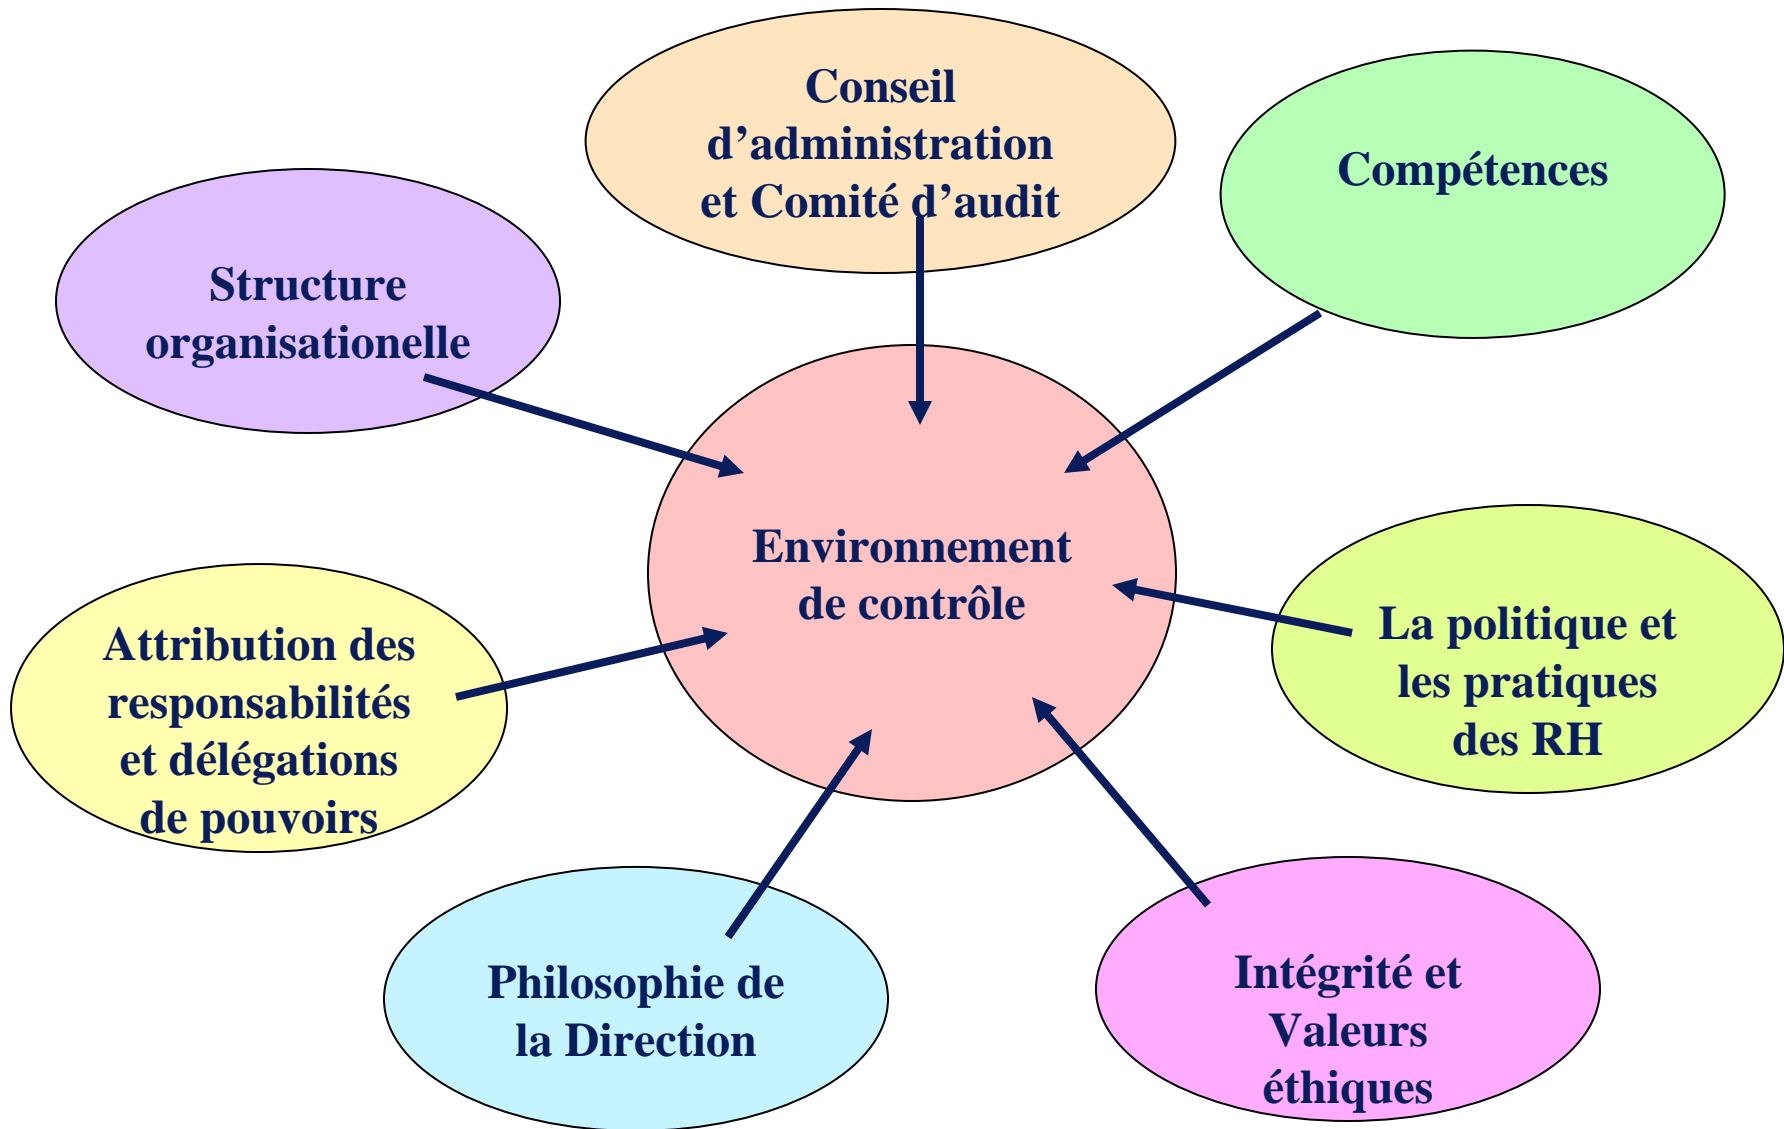 Conseil
d’administration
et Comité d’audit
Compétences
Structure
organisationelle
Environnement
de contrôle
La politique et
les pratiques
des RH
Attribution des
responsabilités
et délégations
de pouvoirs
Philosophie de
la Direction
Intégrité et
Valeurs
éthiques